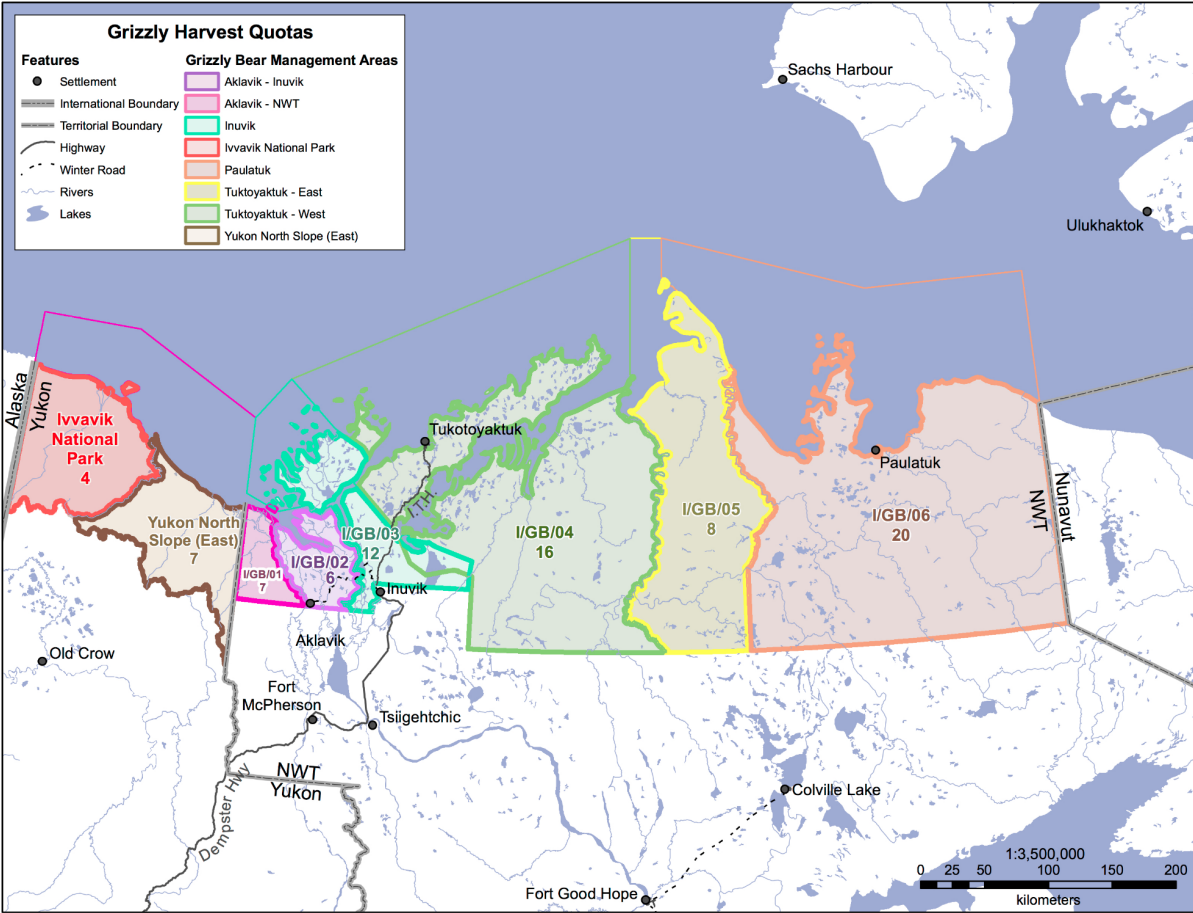 Grizzly Harvest Quotas
Features
Settlement
International Boundary
Territorial Boundary
Highway
Winter Road
Rivers
Lakes
Grizzly Bear Management Areas
Aklavik - Inuvik
Aklavik - NWT
Inuvik
Ivvavik National Park
Paulatuk
Tuktoyaktuk - East
Tuktoyaktuk - West
Yukon North Slope (East)
Sachs Harbour
Ulukhaktok
Alaska
Yukon
Ivvavik
National
Park
4
Yukon North
Slope (East)
7
I/GB/01
7
I/GB/02
6
I/GB/03
12
Tukotoyaktuk
I.T.H.
I/GB/04
16
I/GB/05
8
Paulatuk
I/GB/06
20
NWT
Nunavut
Inuvik
Aklavik
Old Crow
Fort
McPherson
Tsiigehtchic
NWT
Yukon
Dempster Hwy
Colville Lake
Fort Good Hope
1:3,500,000
0 25 50 100 150 200
kilometers